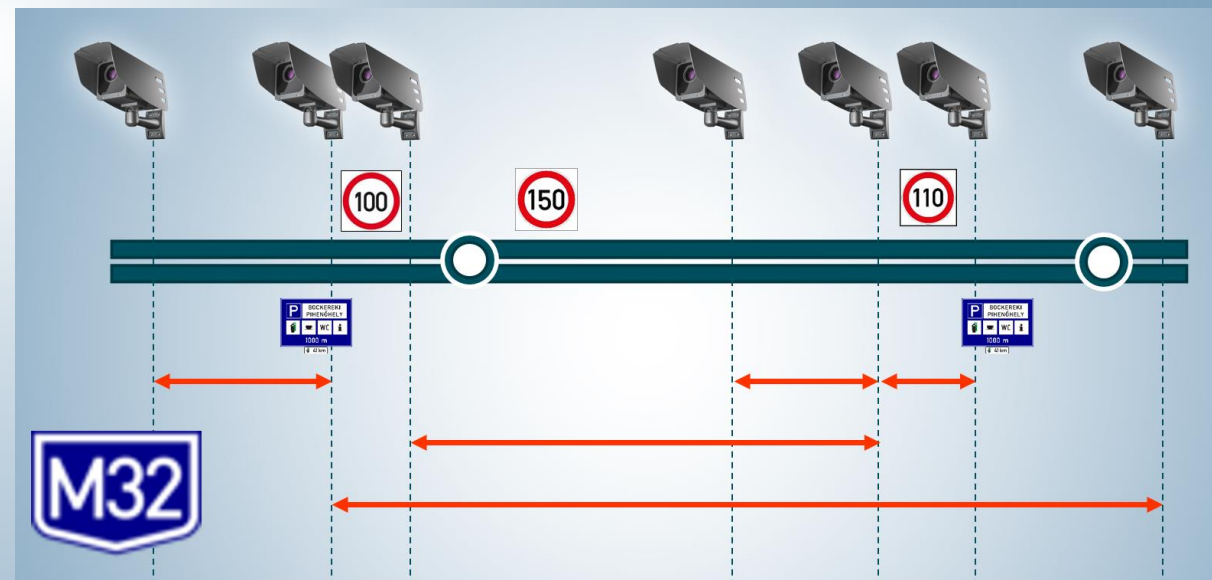 100
150
110
P BOCKEREKI
PIHENŐHELY
WC i
1000 m
P BOCKEREKI
PIHENŐHELY
WC i
1000 m
M32